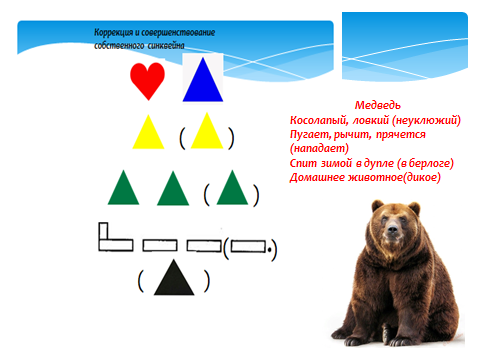 Коррекция и совершенствование
собственного синквейна
( )
( )
( .)
( )
Медведь
Косолапый, ловкий (неуклюжий)
Пугает, рычит, прячется
(нападает)
Спит зимой в дупле (в берлоге)
Домашнее животное(дикое)